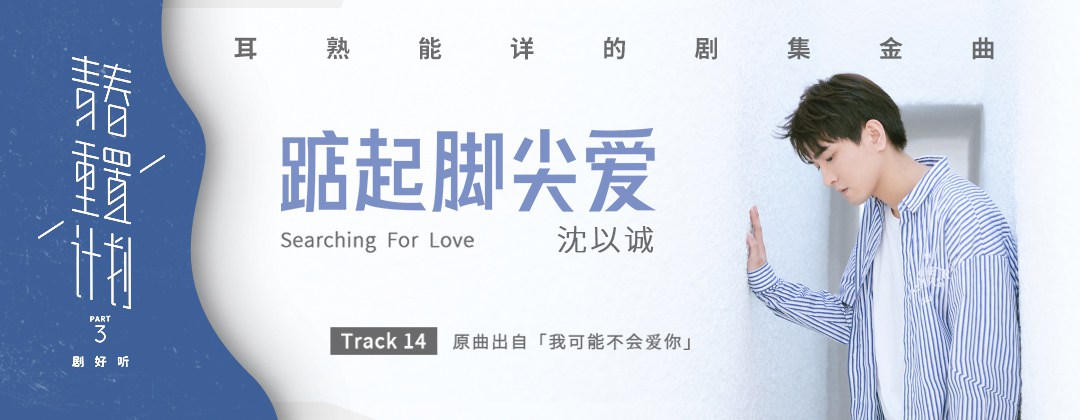 青春
重置
计划
PART
3
剧好听
耳熟能详的剧集金曲
踮起脚尖爱
Searching For Love
沈以诚
Track 14
原曲出自「我可能不会爱你」